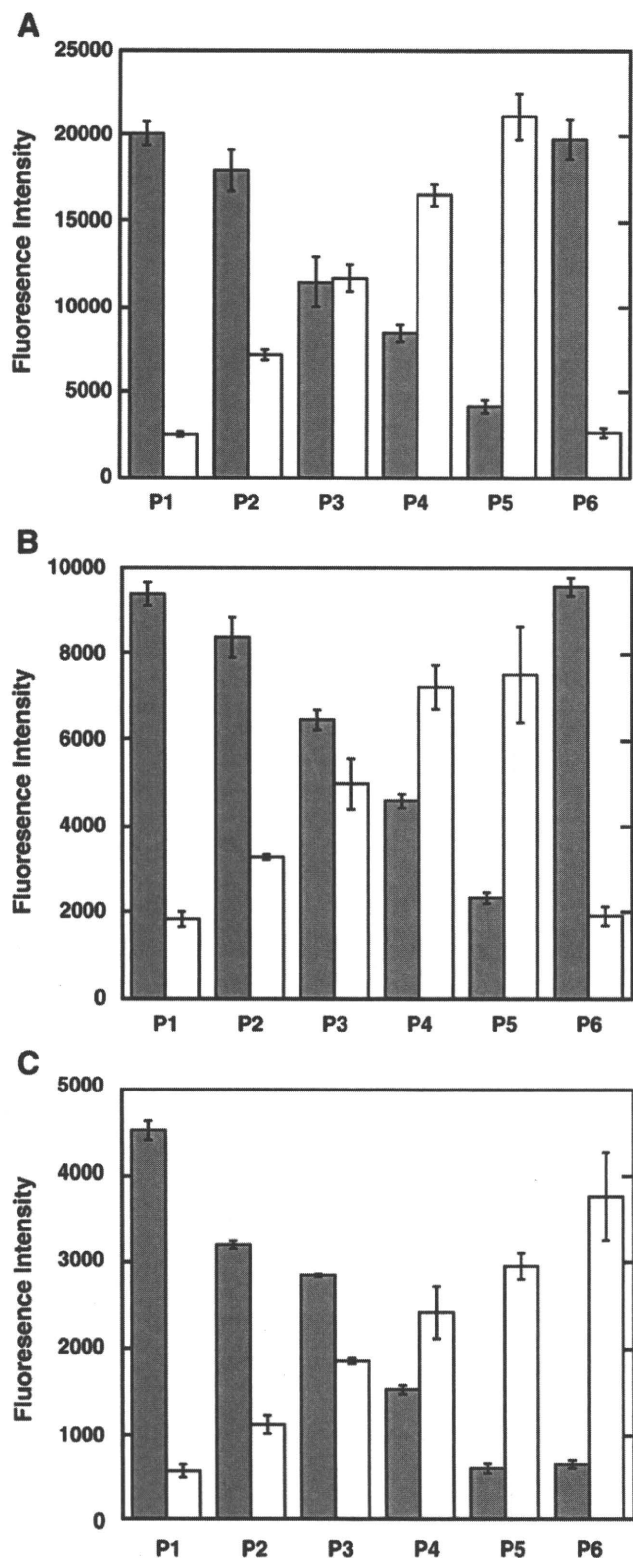 A
Fluoresence Intensity
25000
20000
15000
10000
5000
0
P1 P2 P3 P4 P5 P6
B
Fluoresence Intensity
10000
8000
6000
4000
2000
0
P1 P2 P3 P4 P5 P6
C
Fluoresence Intensity
5000
4000
3000
2000
1000
0
P1 P2 P3 P4 P5 P6